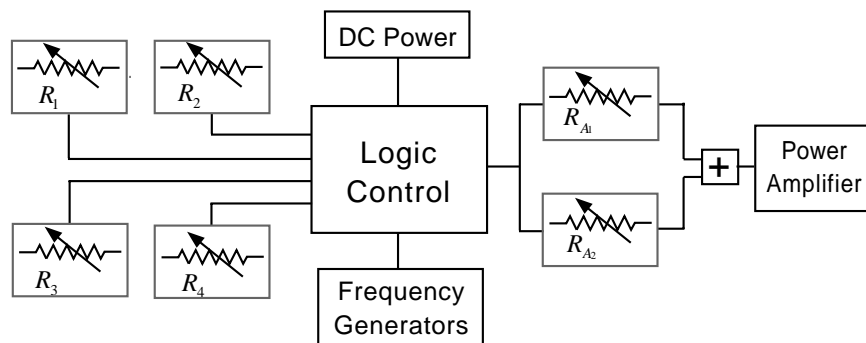 DC Power
R1
R2
RA1
Logic
Control
+
Power
Amplifier
R3
R4
RA2
Frequency
Generators